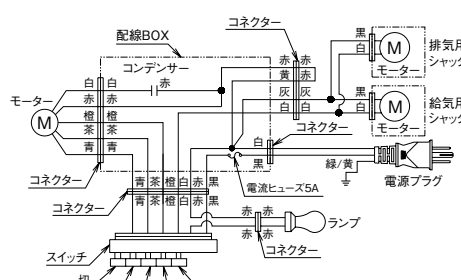 コネクター
配線BOX
コンデンサー
黒
白
M
モーター
排気用
シャッ
赤 赤
黄 赤
灰 灰
白 白
白 白 赤
赤 赤
橙 橙
茶 茶
青 青
モーター
M
黒
白
M
モーター
給気用
シャッ
白
黒
コネクター
緑/黄
電源プラグ
電流ヒューズ5A
コネクター
青 茶 橙 白 赤 黒
青 茶 橙 白 赤 黒
コネクター
赤 赤
赤 赤
ランプ
コネクター
スイッチ
切